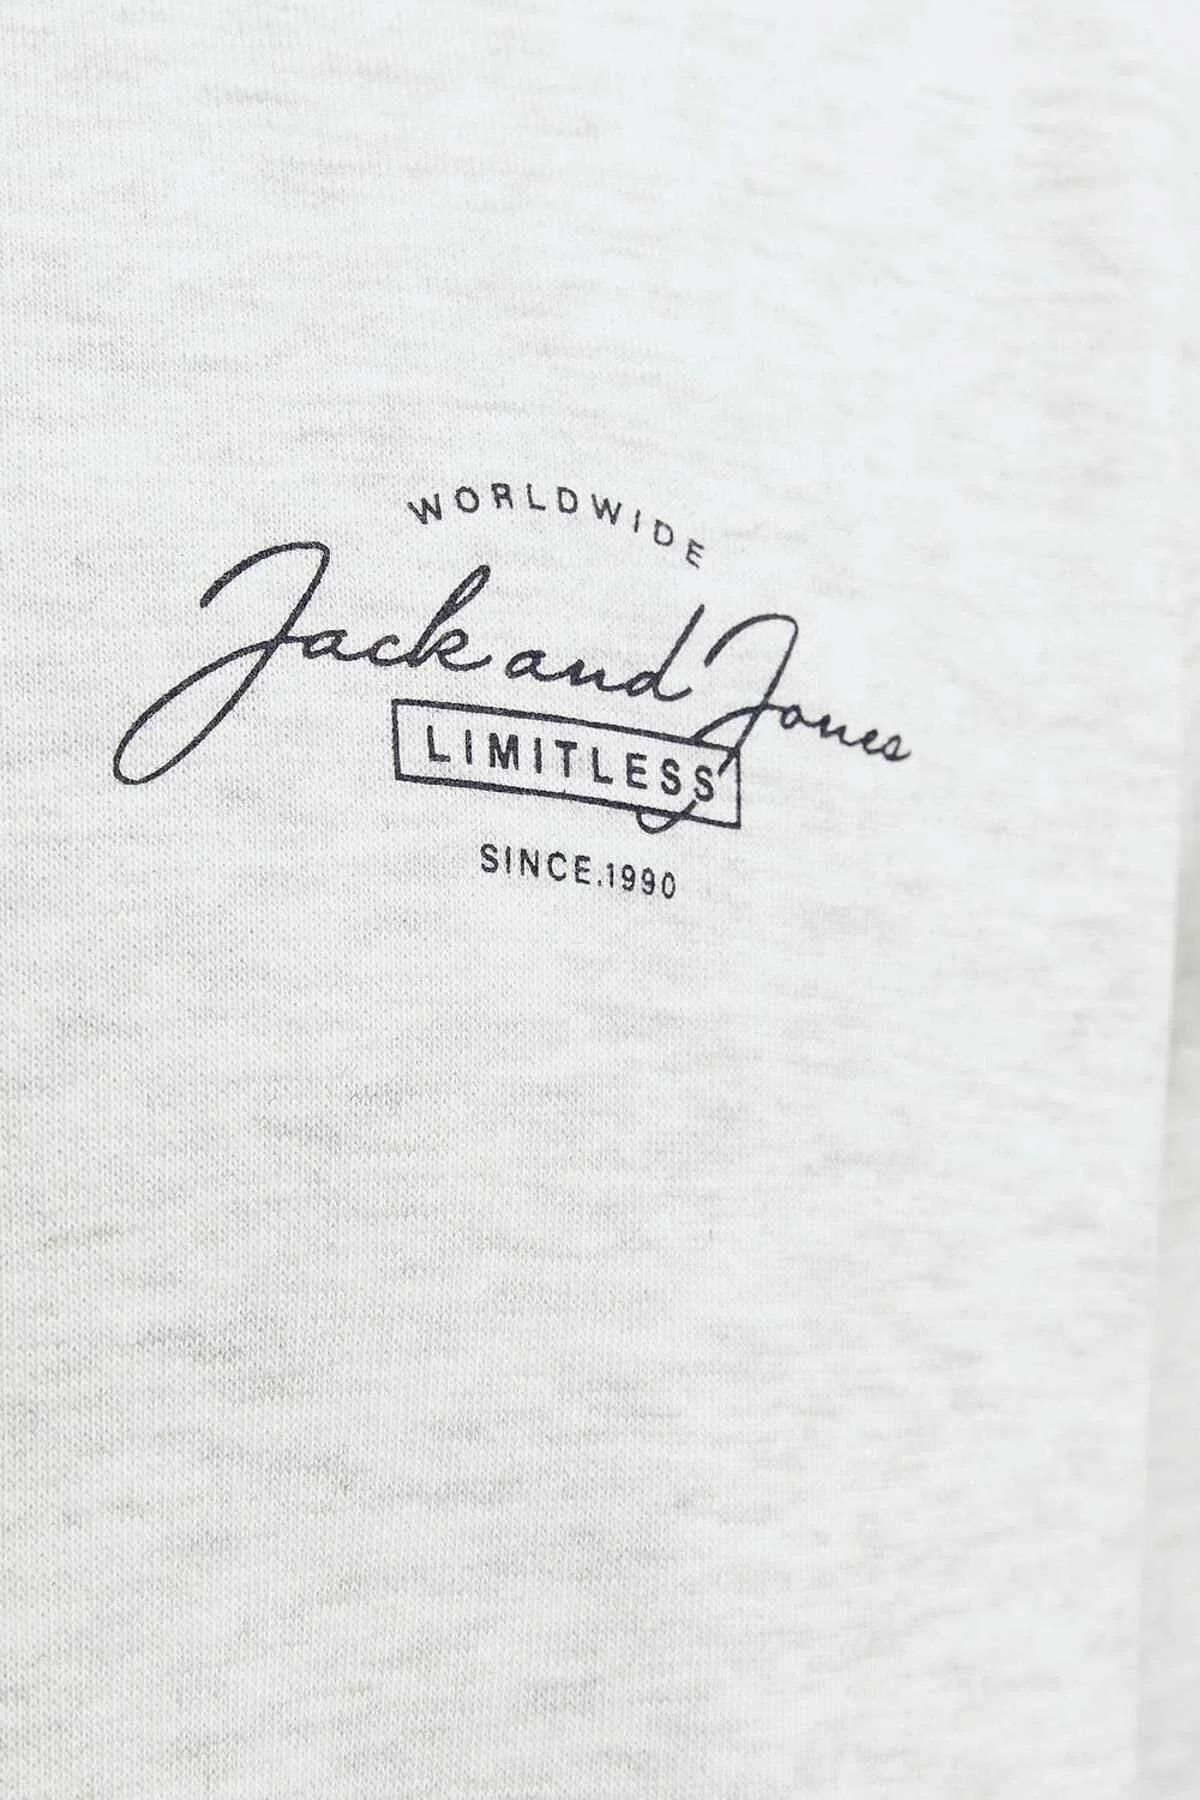 WORLDWIDE
Jack and Jones
LIMITLESS
SINCE.1990